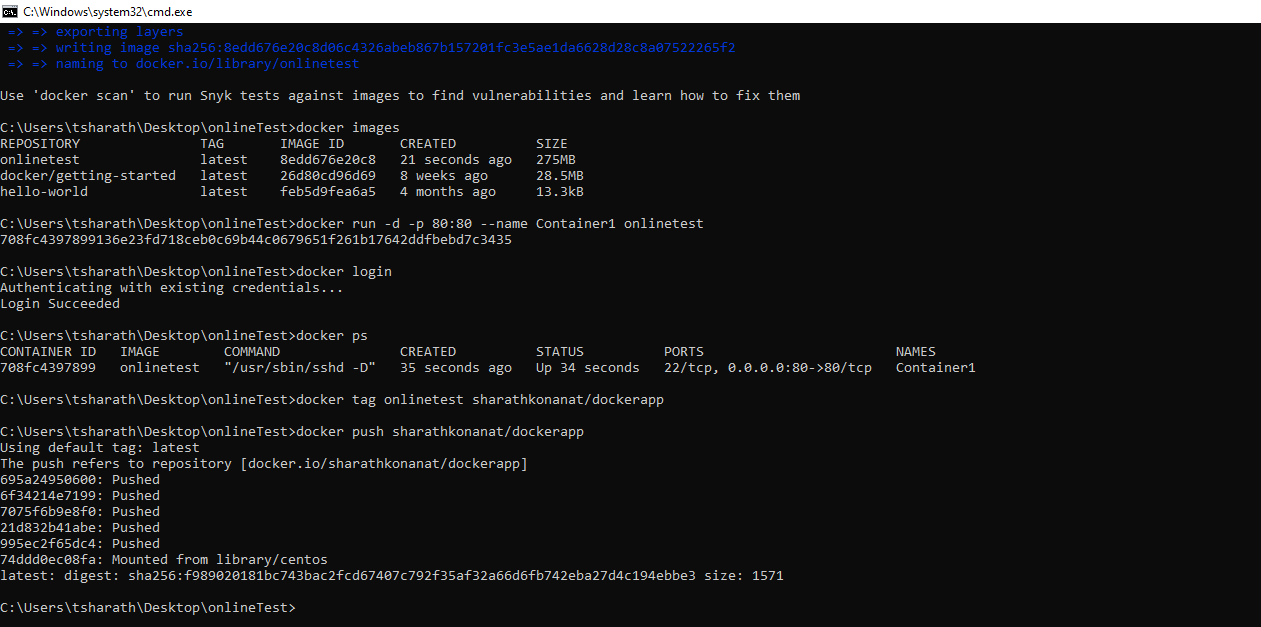 C:\Windows\system32\cmd.exe
=> => exporting layers
=> => writing image sha256:8edd676e20c8d06c4326abeb867b157201fc3e5ae1da6628d28c8a07522265f2
=> => naming to docker.io/library/onlinetest
Use 'docker scan' to run Snyk tests against images to find vulnerabilities and learn how to fix them
C:\Users\tsharath\Desktop\onlineTest>docker images
REPOSITORY TAG IMAGE ID CREATED SIZE
onlinetest latest 8edd676e20c8 21 seconds ago 275MB
docker/getting-started latest 26d80cd96d69 8 weeks ago 28.5MB
hello-world latest feb5d9fea6a5 4 months ago 13.3kB
C:\Users\tsharath\Desktop\onlineTest>docker run -d -p 80:80 --name Container1 onlinetest
708fc4397899136e23fd718ceb0c69b44c0679651f261b17642ddfbebd7c3435
C:\Users\tsharath\Desktop\onlineTest>docker login
Authenticating with existing credentials...
Login Succeeded
C:\Users\tsharath\Desktop\onlineTest>docker ps
CONTAINER ID IMAGE COMMAND CREATED STATUS PORTS NAMES
708fc4397899 onlinetest "/usr/sbin/sshd -D" 35 seconds ago Up 34 seconds 22/tcp, 0.0.0.0:80->80/tcp Container1
C:\Users\tsharath\Desktop\onlineTest>docker tag onlinetest sharathkonanat/dockerapp
C:\Users\tsharath\Desktop\onlineTest>docker push sharathkonanat/dockerapp
Using default tag: latest
The push refers to repository [docker.io/sharathkonanat/dockerapp]
695a24950600: Pushed
6f34214e7199: Pushed
7075f6b9e8f0: Pushed
21d832b41abe: Pushed
995ec2f65dc4: Pushed
74ddd0ec08fa: Mounted from library/centos
latest: digest: sha256:f989020181bc743bac2fcd67407c792f35af32a66d6fb742eba27d4c194ebbe3 size: 1571
C:\Users\tsharath\Desktop\onlineTest>